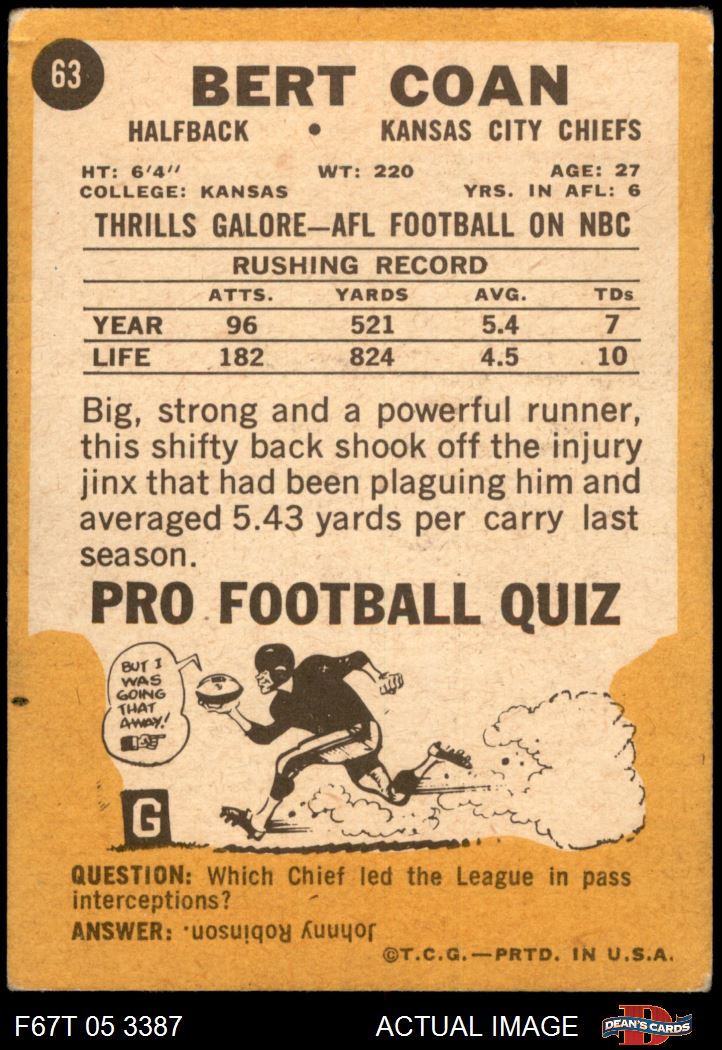 63
BERT COAN
HALFBACK • KANSAS CITY CHIEFS
HT: 6'4" WT: 220 AGE: 27
COLLEGE: KANSAS YRS. IN AFL: 6
THRILLS GALORE—AFL FOOTBALL ON NBC
RUSHING RECORD
ATTS. YARDS AVG. TDs
YEAR 96 521 5.4 7
LIFE 182 824 4.5 10
Big, strong and a powerful runner,
this shifty back shook off the injury
jinx that had been plaguing him and
averaged 5.43 yards per carry last
season.
PRO FOOTBALL QUIZ
BUT I
WAS
GOING
THAT
AWAY!
G
QUESTION: Which Chief led the League in pass
interceptions?
ANSWER: Johnny Robinson.
©T.C.G.—PRTD. IN U.S.A.
F67T 05 3387 ACTUAL IMAGE D DEAN'S CARDS